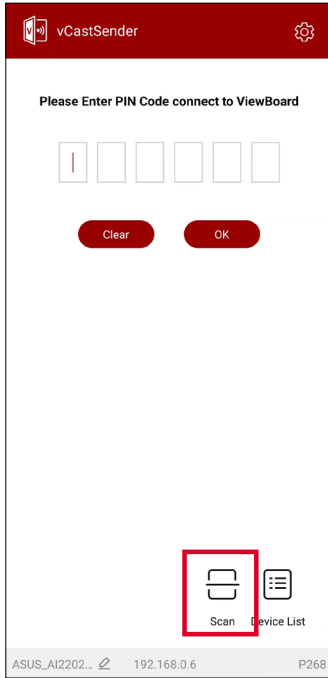 vCastSender
Please Enter PIN Code connect to ViewBoard
Clear OK
Scan Device List
ASUS_AI2202... 192.168.0.6 P268